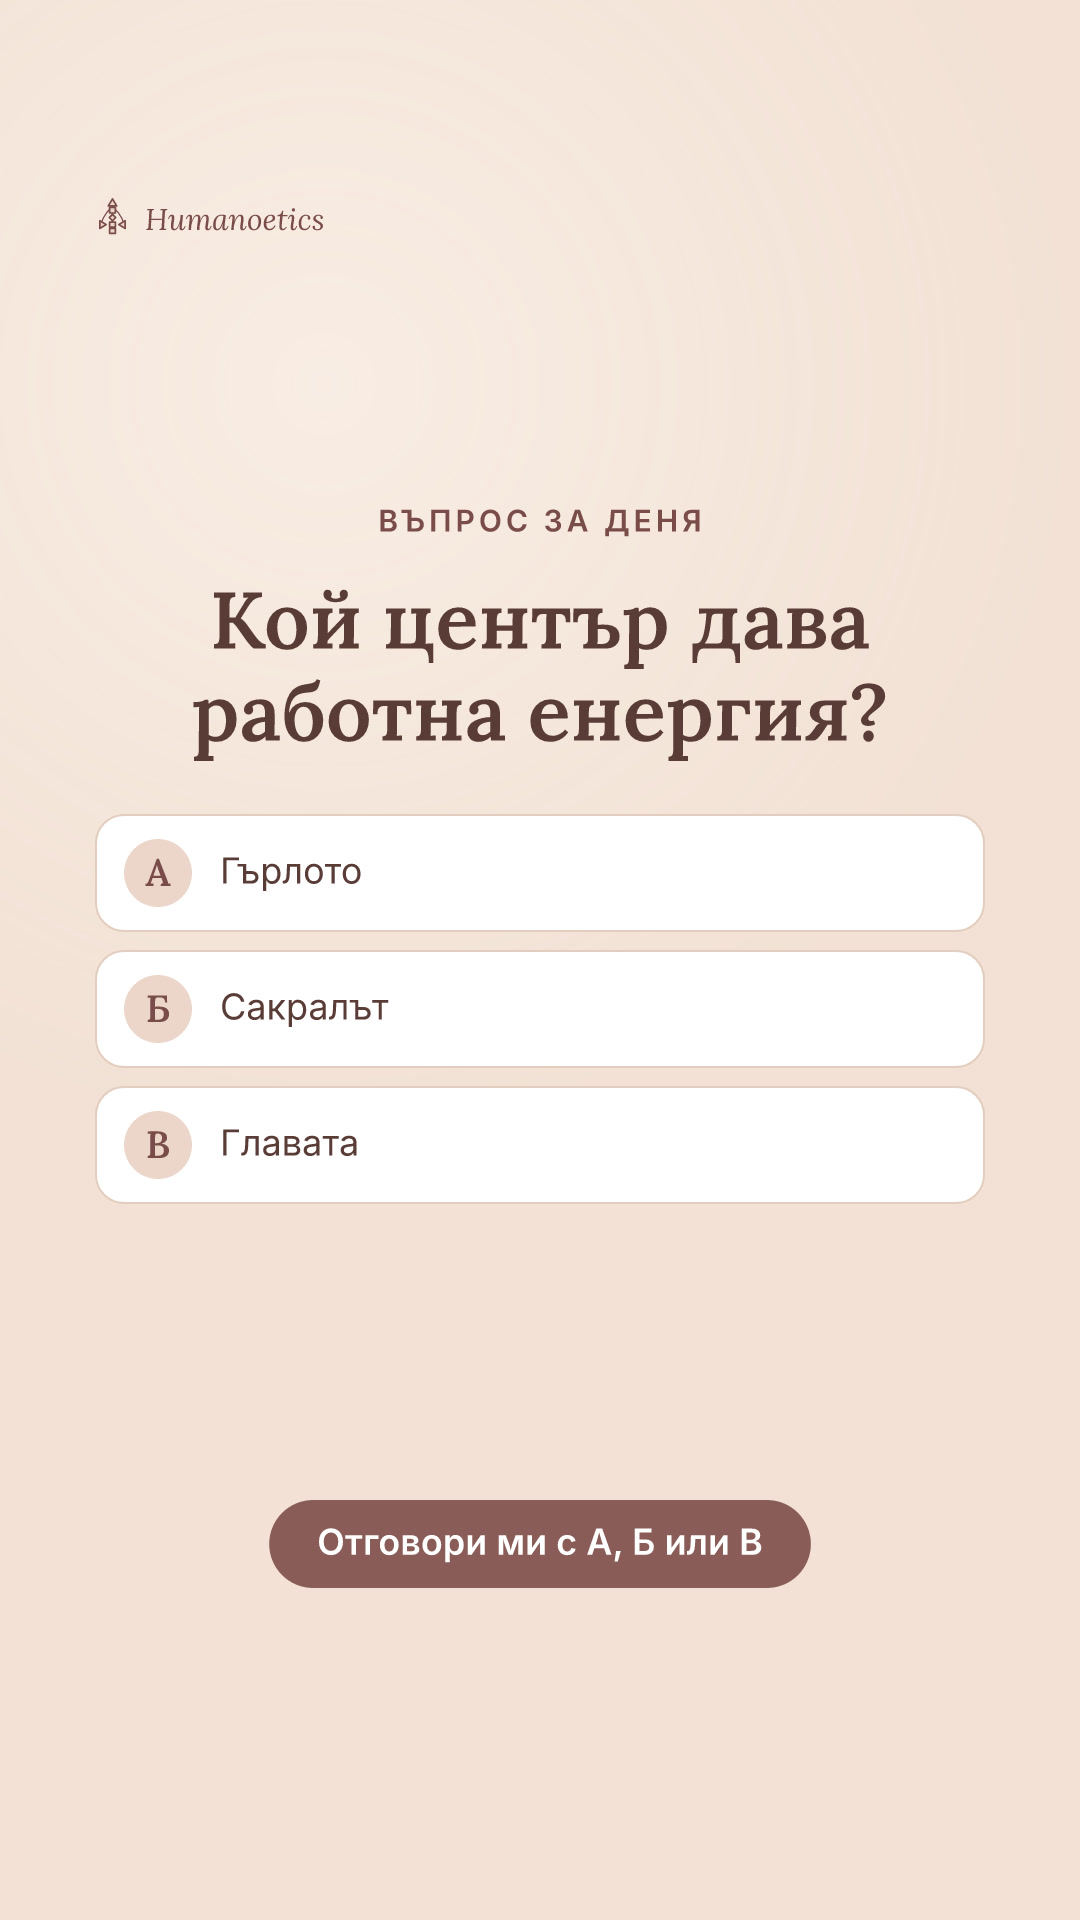 Humanoetics
ВЪПРОС ЗА ДЕНЯ
Кой център дава
работна енергия?
А Гърлото
Б Сакралът
В Главата
Отговори ми с А, Б или В